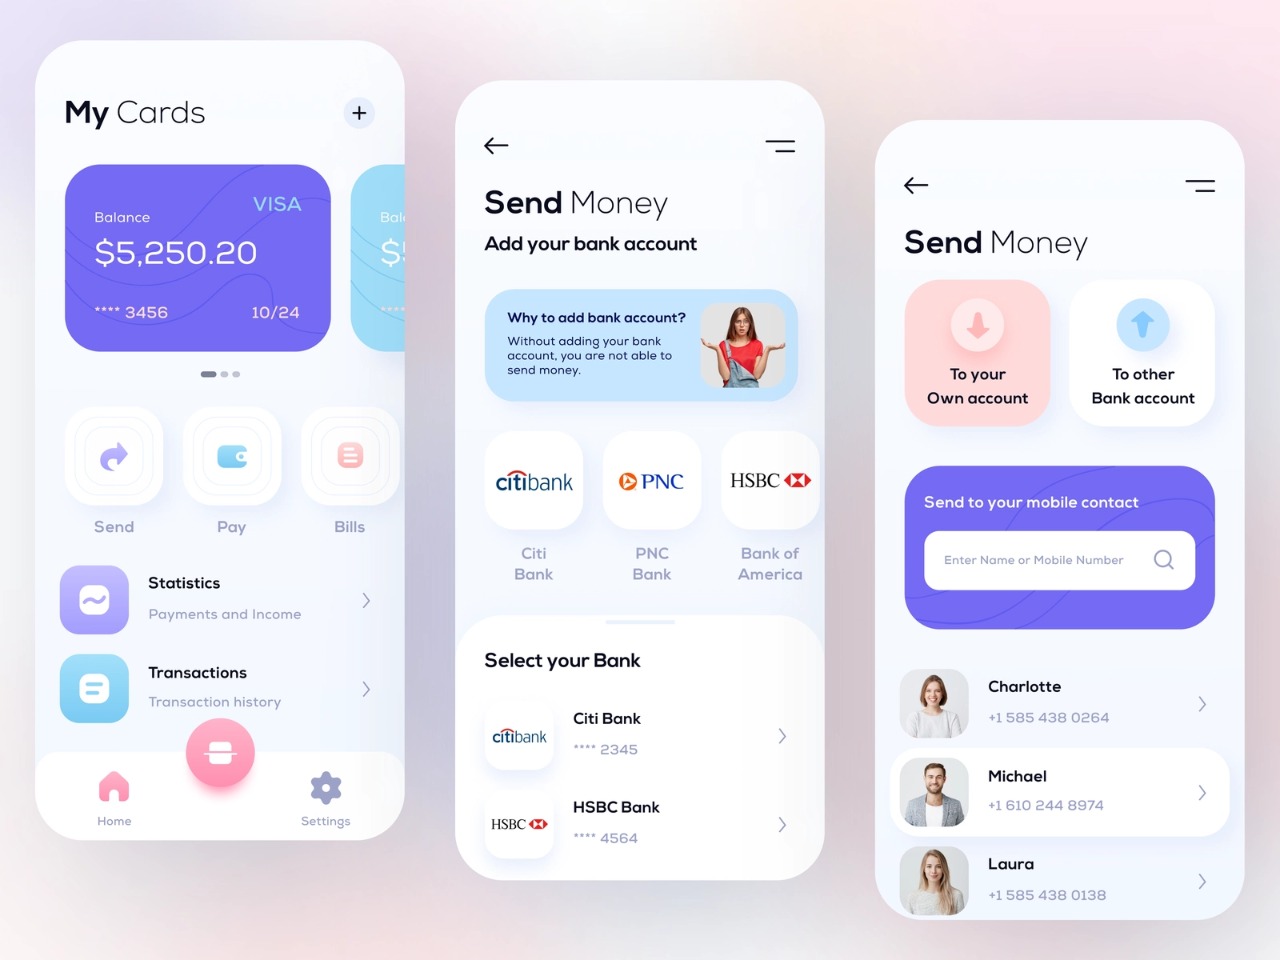 My Cards
VISA
Balance
$5,250.20
**** 3456
10/24
Send
Pay
Bills
Statistics
Payments and Income
Transactions
Transaction history
Home
Settings
Send Money
Add your bank account
Why to add bank account?
Without adding your bank
account, you are not able to
send money.
citibank
PNC
HSBC
Citi
Bank
PNC
Bank
Bank of
America
Select your Bank
citibank
Citi Bank
**** 2345
HSBC
HSBC Bank
**** 4564
Send Money
To your
Own account
To other
Bank account
Send to your mobile contact
Enter Name or Mobile Number
Charlotte
+1 585 438 0264
Michael
+1 610 244 8974
Laura
+1 585 438 0138